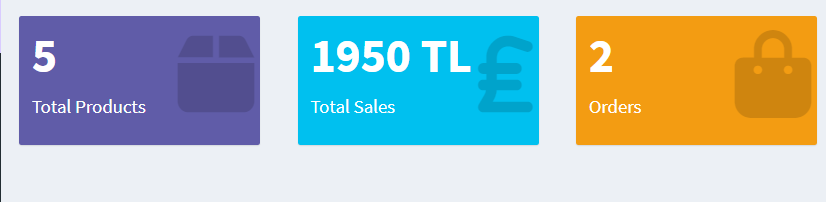 5
Total Products
1950 TL
Total Sales
2
Orders